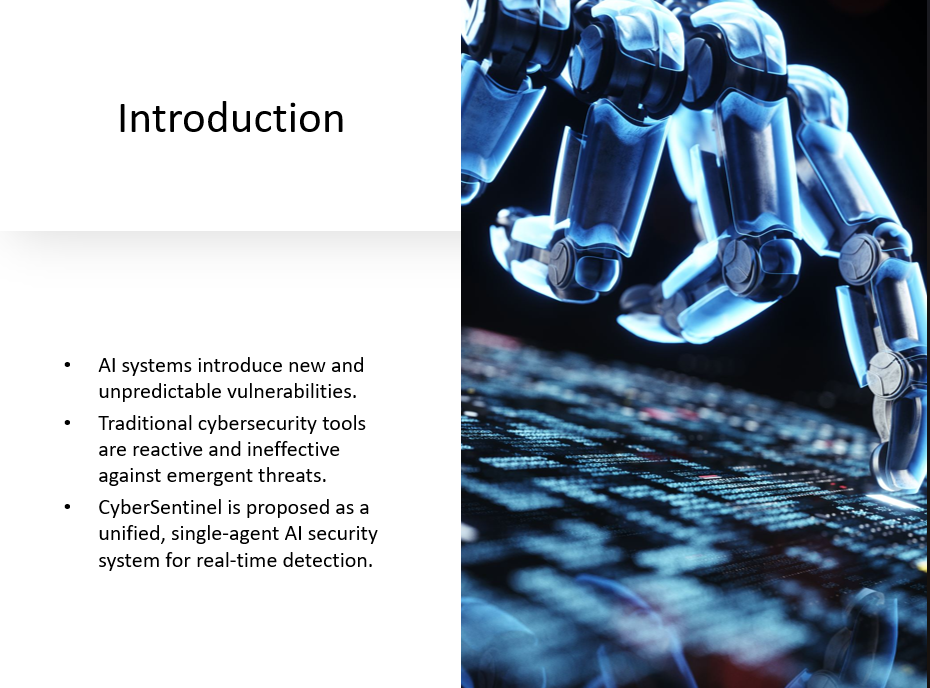 Introduction
• AI systems introduce new and
unpredictable vulnerabilities.
• Traditional cybersecurity tools
are reactive and ineffective
against emergent threats.
• CyberSentinel is proposed as a
unified, single-agent AI security
system for real-time detection.